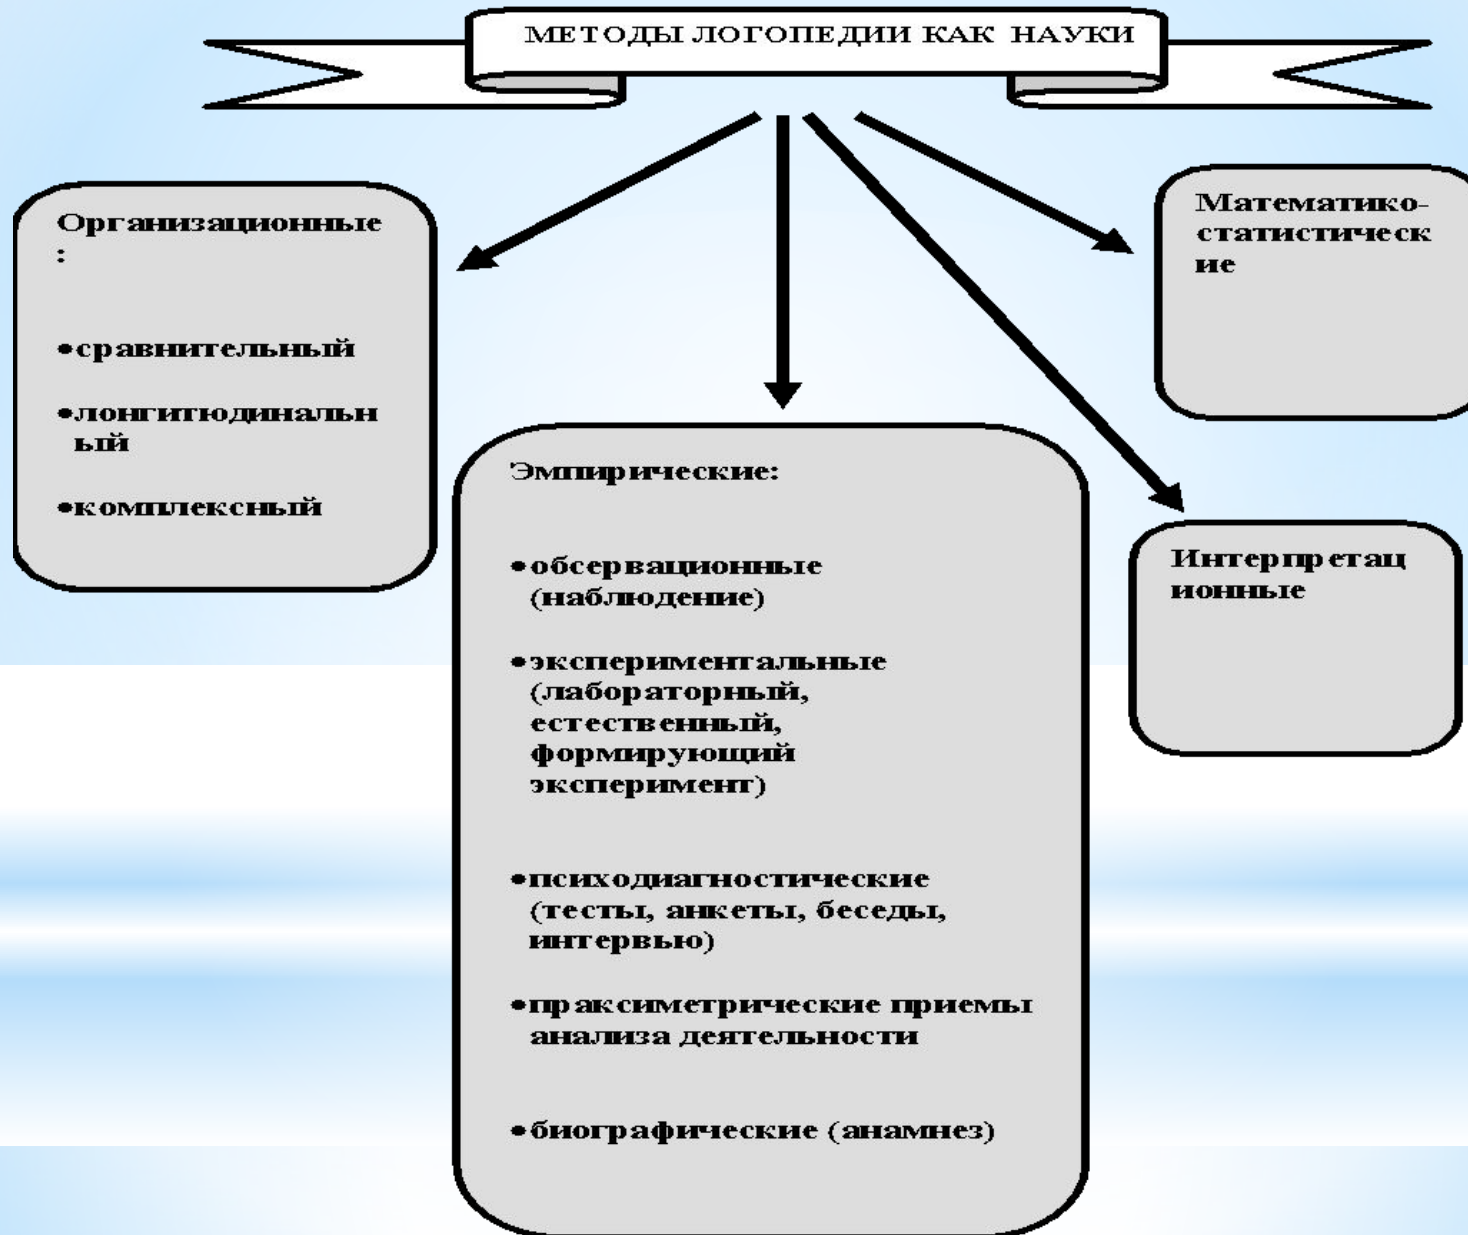 МЕТОДЫ ЛОГОПЕДИИ КАК НАУКИ
Организационные
:
•сравнительный
•лонгитюдинальн
ый
•комплексный
Эмпирические:
•обсервационные
(наблюдение)
•экспериментальные
(лабораторный,
естественный,
формирующий
эксперимент)
•психодиагностические
(тесты, анкеты, беседы,
интервью)
•праксиметрические приемы
анализа деятельности
•биографические (анамнез)
Математико-
статистическ
ие
Интерпретац
ионные